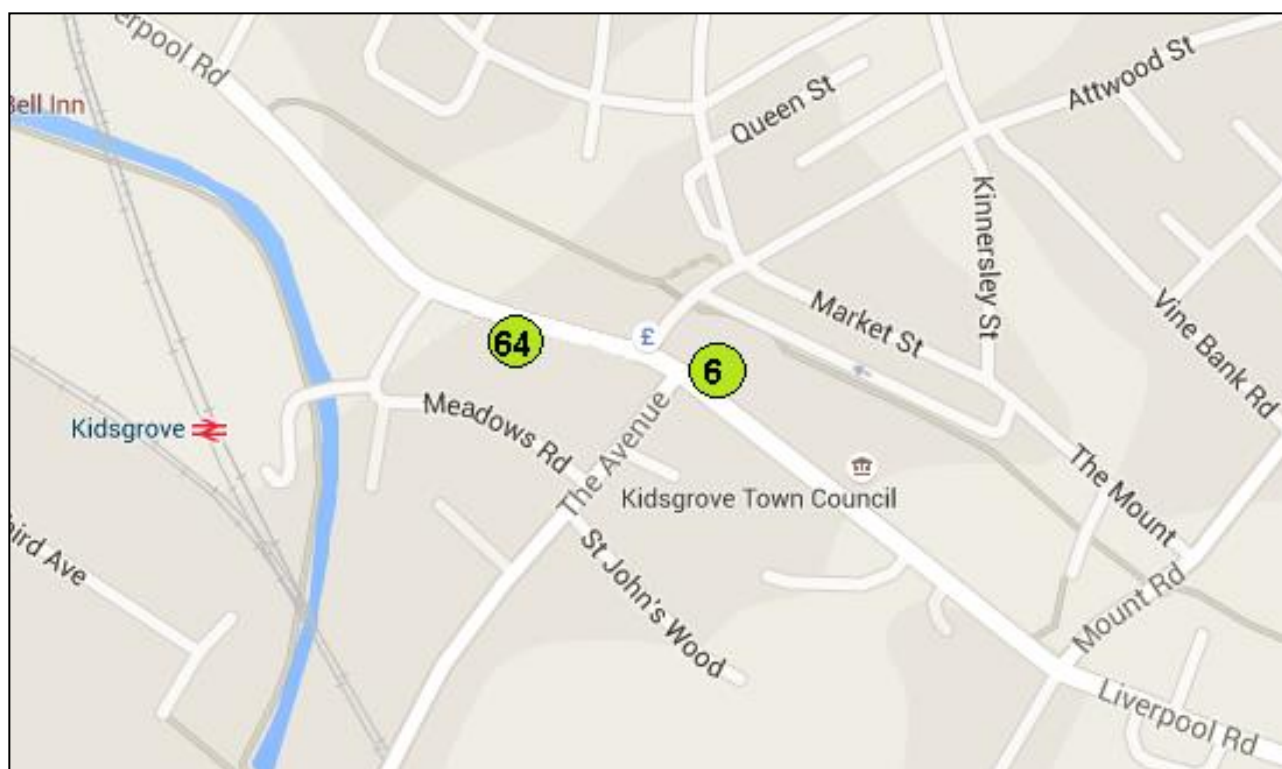 erpool Rd
Bell Inn
Attwood St
Queen St
Kinnersley St
Vine Bank Rd
Market St
64
£
6
Kidsgrove
Meadows Rd
The Avenue
Kidsgrove Town Council
The Mount
hird Ave
St John's Wood
Mount Rd
Liverpool Rd